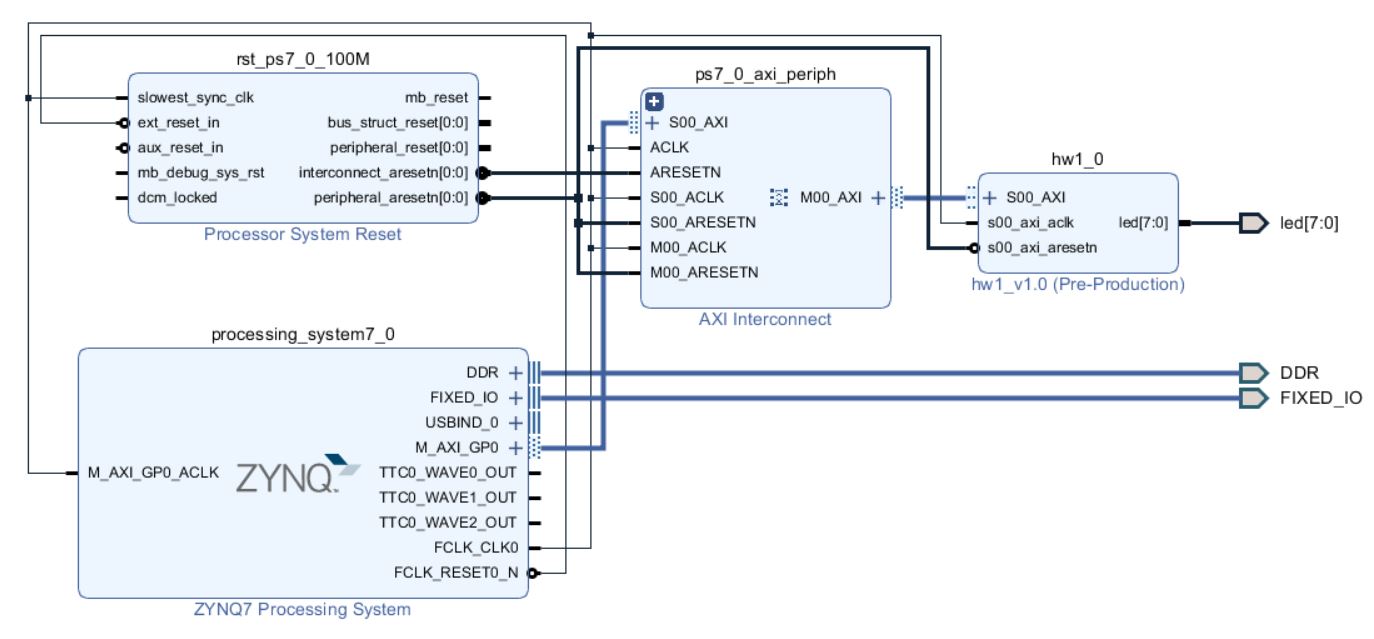 rst_ps7_0_100M
slowest_sync_clk
ext_reset_in
aux_reset_in
mb_debug_sys_rst
dcm_locked
mb_reset
bus_struct_reset[0:0]
peripheral_reset[0:0]
interconnect_aresetn[0:0]
peripheral_aresetn[0:0]
Processor System Reset
ps7_0_axi_periph
S00_AXI
ACLK
ARESETN
S00_ACLK
S00_ARESETN
M00_ACLK
M00_ARESETN
M00_AXI
AXI Interconnect
hw1_0
S00_AXI
s00_axi_aclk
s00_axi_aresetn
led[7:0]
hw1_v1.0 (Pre-Production)
led[7:0]
processing_system7_0
M_AXI_GP0_ACLK
ZYNQ
DDR
FIXED_IO
USBIND_0
M_AXI_GP0
TTC0_WAVE0_OUT
TTC0_WAVE1_OUT
TTC0_WAVE2_OUT
FCLK_CLK0
FCLK_RESET0_N
ZYNQ7 Processing System
DDR
FIXED_IO